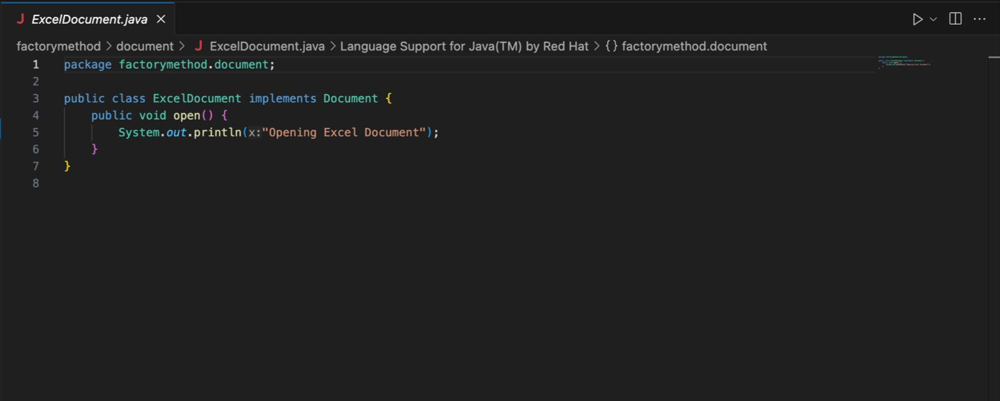 J ExcelDocument.java
factorymethod > document > J ExcelDocument.java > Language Support for Java(TM) by Red Hat > {} factorymethod.document
1 package factorymethod.document;
2
3 public class ExcelDocument implements Document {
4     public void open() {
5         System.out.println(x:"Opening Excel Document");
6     }
7 }
8